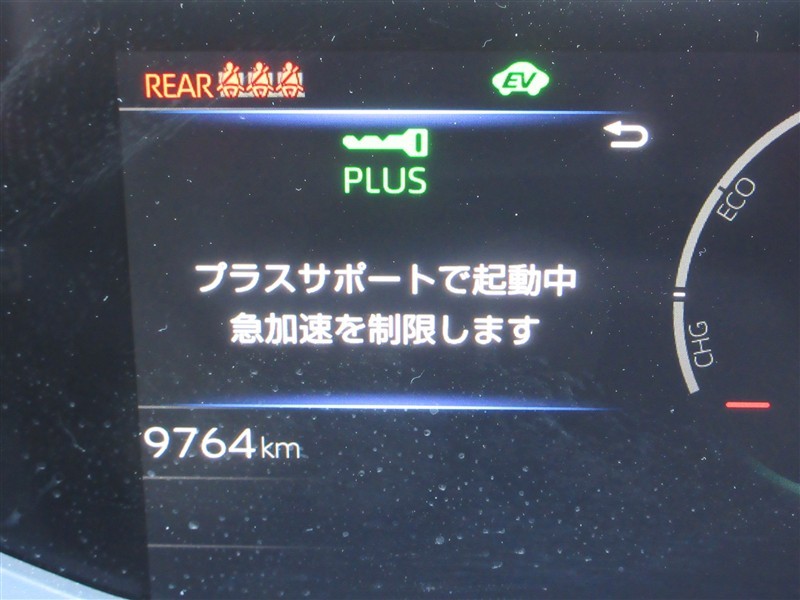 REAR
EV
PLUS
プラスサポートで起動中
急加速を制限します
ECO
CHG
9764km